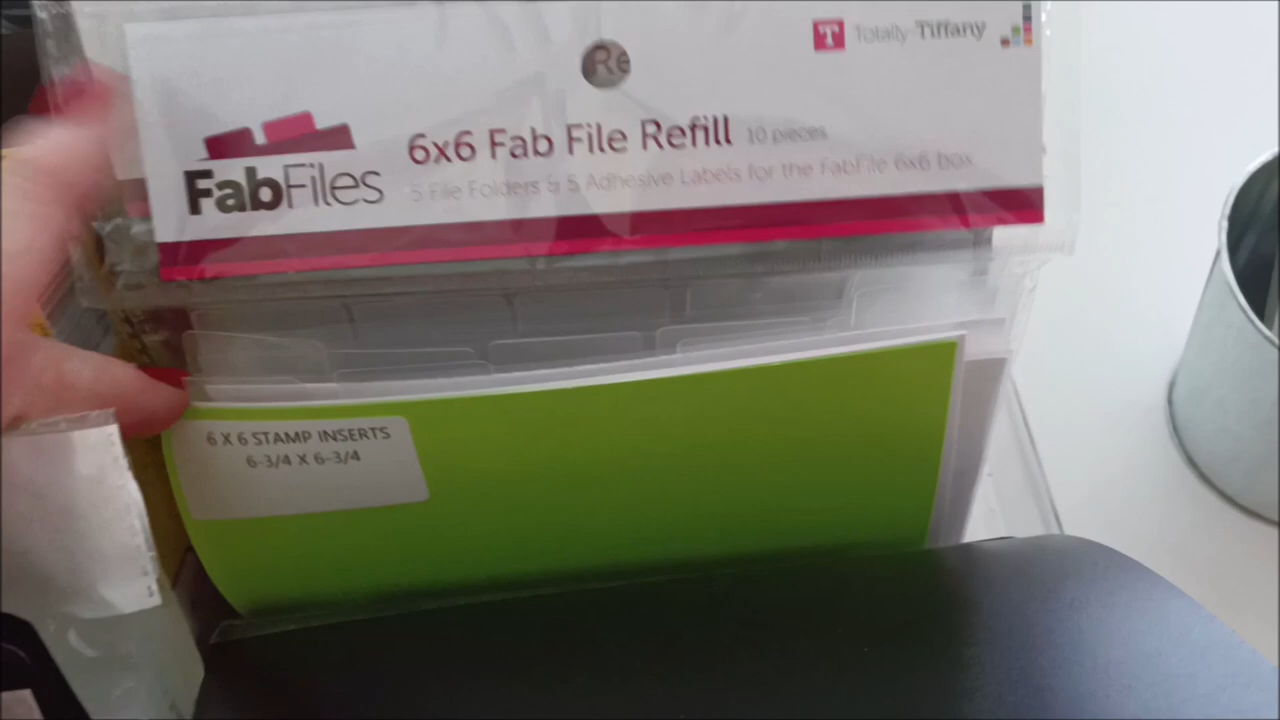 T Totally-Tiffany
Re
FabFiles
6x6 Fab File Refill 10 pieces
5 File Folders & 5 Adhesive Labels for the FabFile 6x6 box
6 X 6 STAMP INSERTS
6-3/4 X 6-3/4